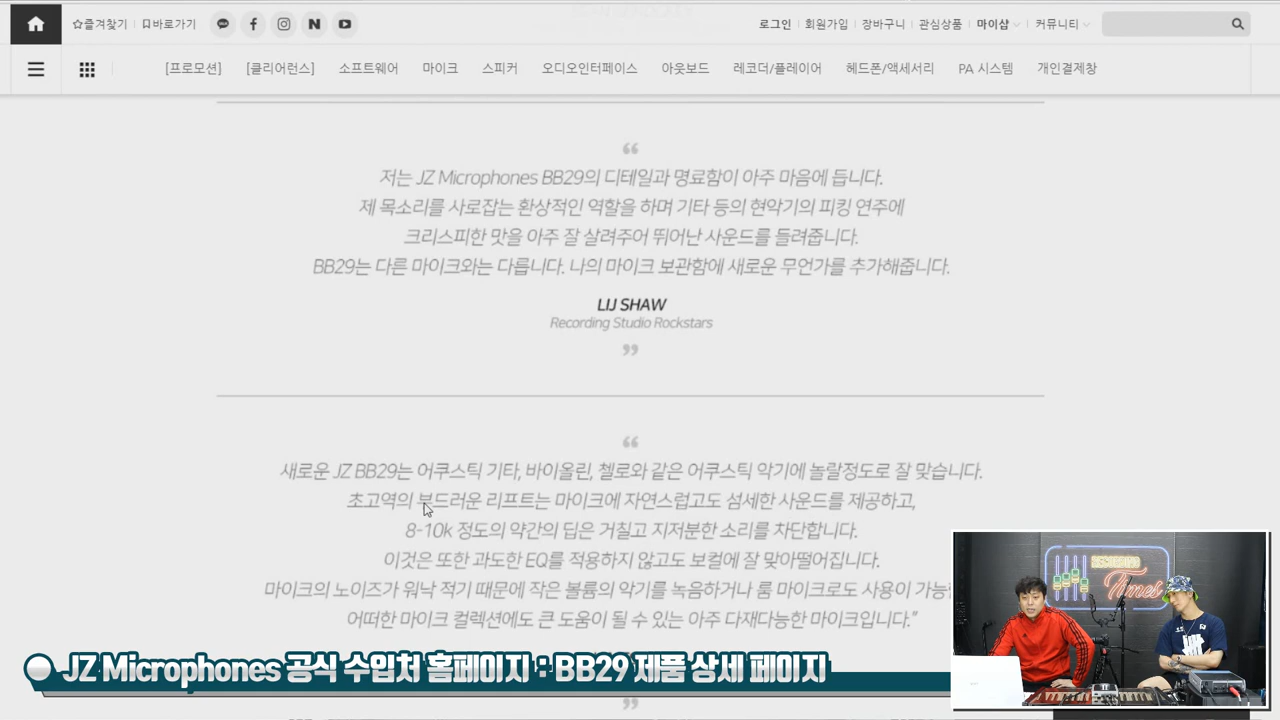 ☆즐겨찾기 바로가기
로그인 회원가입 장바구니 관심상품 마이샵 커뮤니티
[프로모션] [클리어런스] 소프트웨어 마이크 스피커 오디오인터페이스 아웃보드 레코더/플레이어 헤드폰/액세서리 PA 시스템 개인결제창
“
저는 JZ Microphones BB29의 디테일과 명료함이 아주 마음에 듭니다.
제 목소리를 사로잡는 환상적인 역할을 하며 기타 등의 현악기의 피킹 연주에
크리스피한 맛을 아주 잘 살려주어 뛰어난 사운드를 들려줍니다.
BB29는 다른 마이크와는 다릅니다. 나의 마이크 보관함에 새로운 무언가를 추가해줍니다.
LIJ SHAW
Recording Studio Rockstars
”
“
새로운 JZ BB29는 어쿠스틱 기타, 바이올린, 첼로와 같은 어쿠스틱 악기에 놀랄정도로 잘 맞습니다.
초고역의 부드러운 리프트는 마이크에 자연스럽고도 섬세한 사운드를 제공하고,
8-10k 정도의 약간의 딥은 거칠고 지저분한 소리를 차단합니다.
이것은 또한 과도한 EQ를 적용하지 않고도 보컬에 잘 맞아떨어집니다.
마이크의 노이즈가 워낙 적기 때문에 작은 볼륨의 악기를 녹음하거나 룸 마이크로도 사용이 가능
어떠한 마이크 컬렉션에도 큰 도움이 될 수 있는 아주 다재다능한 마이크입니다.”
RECORDING
Times
JZ Microphones 공식 수입처 홈페이지 : BB29 제품 상세 페이지
”